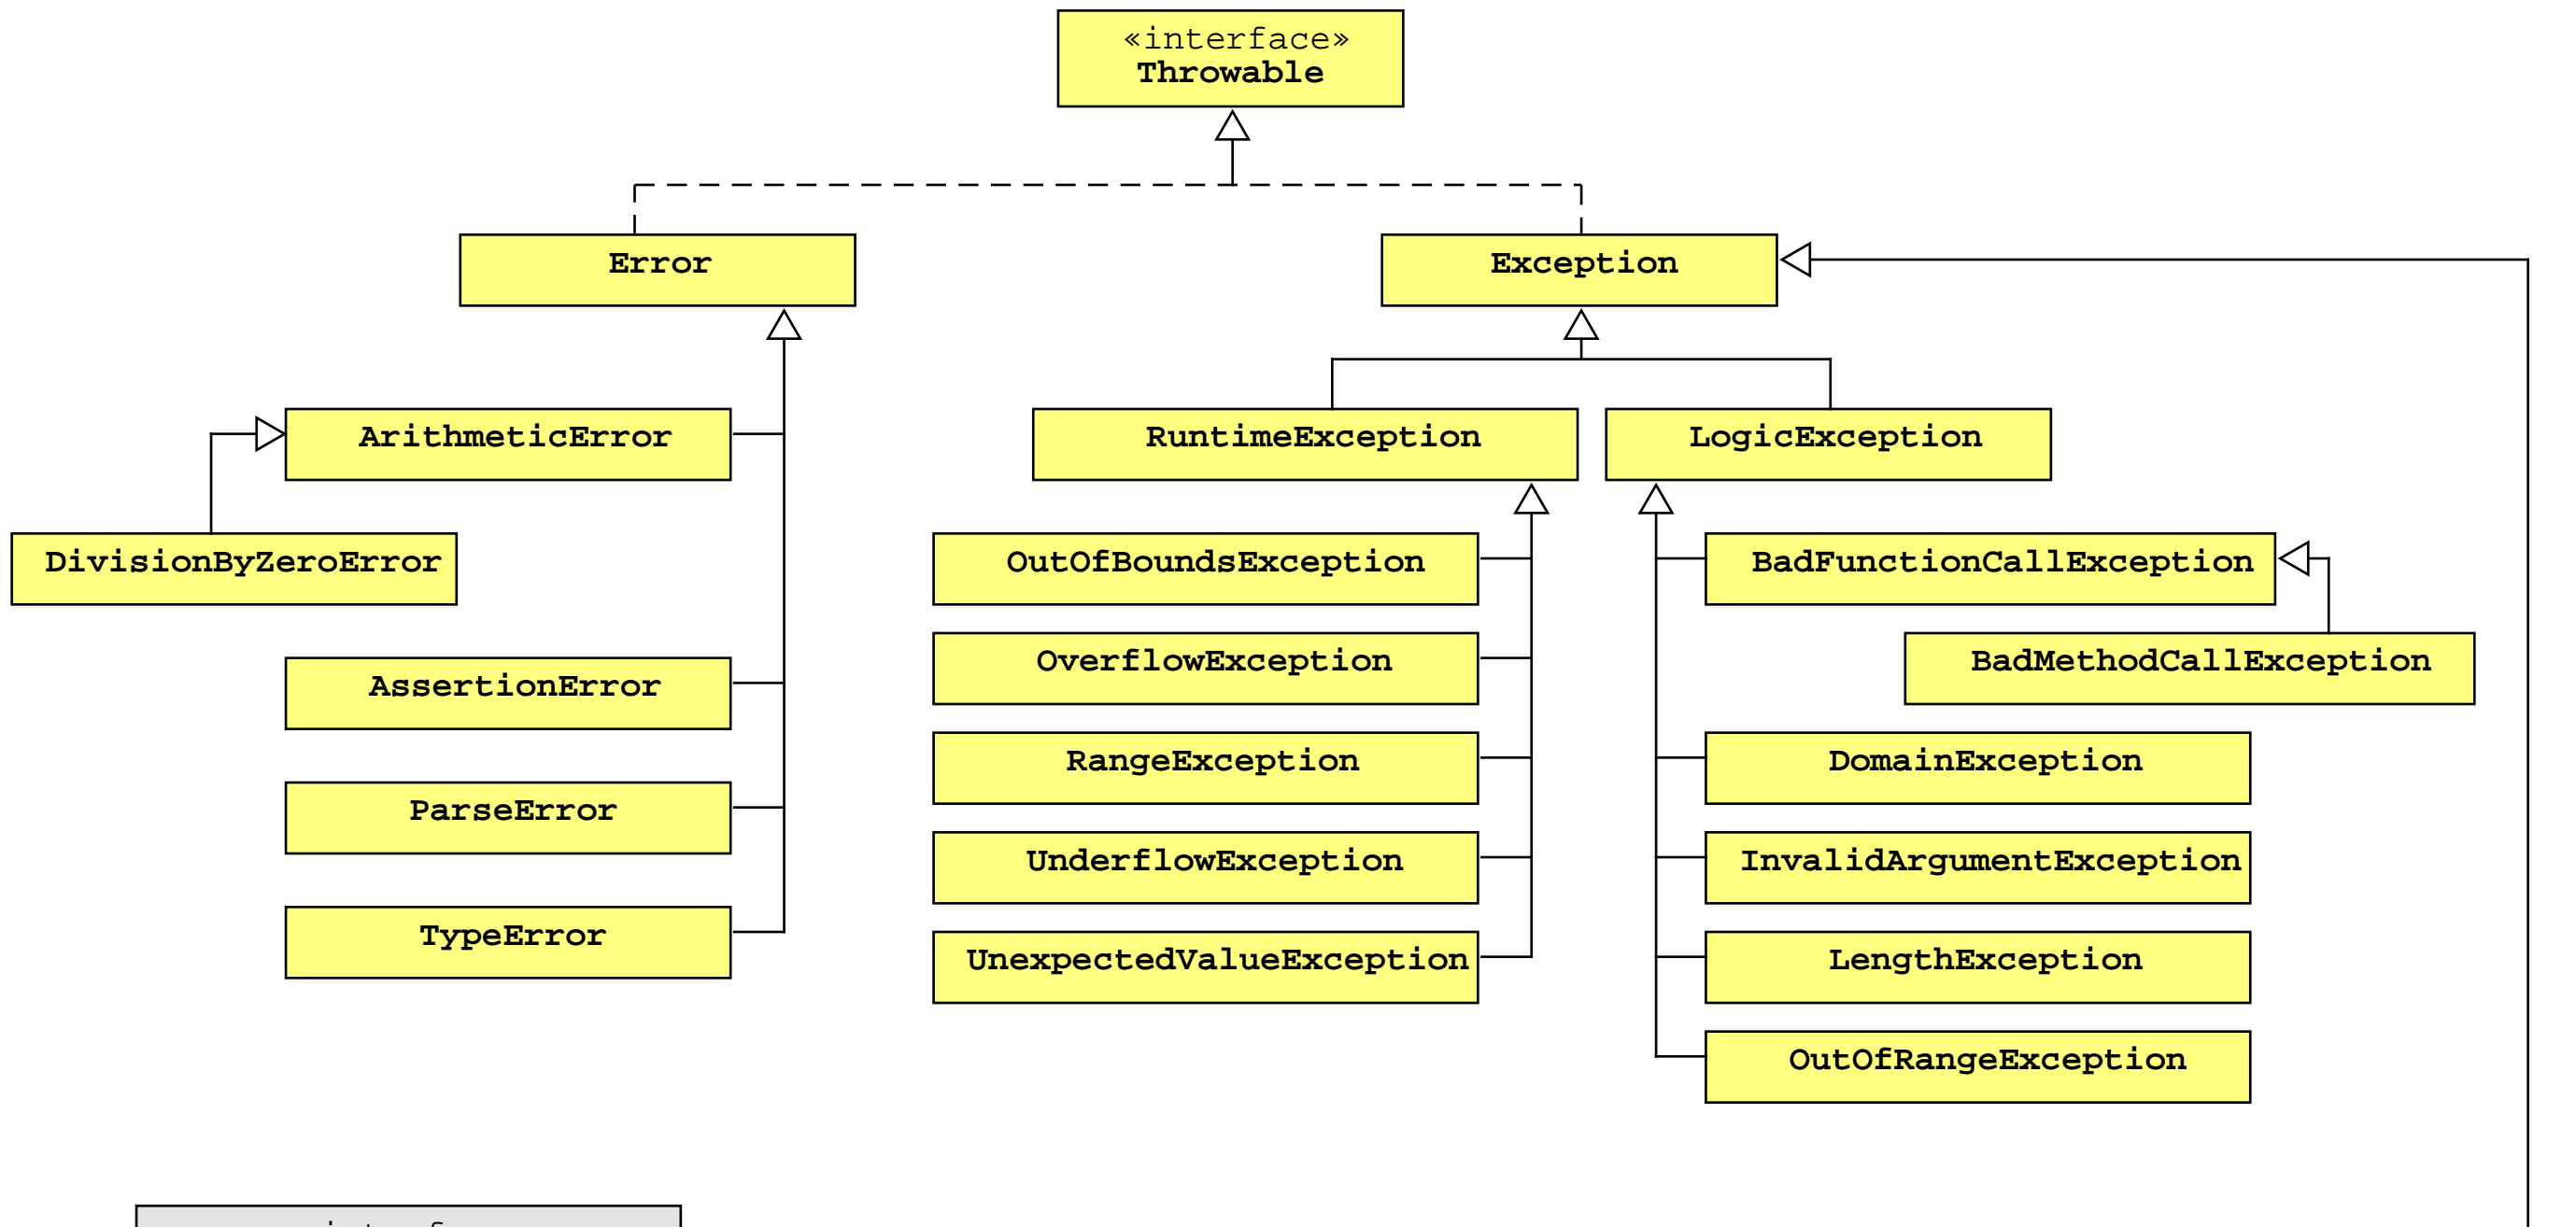 «interface»
Throwable
Error
Exception
ArithmeticError
RuntimeException
LogicException
DivisionByZeroError
OutOfBoundsException
BadFunctionCallException
OverflowException
BadMethodCallException
AssertionError
RangeException
DomainException
ParseError
UnderflowException
InvalidArgumentException
TypeError
UnexpectedValueException
LengthException
OutOfRangeException